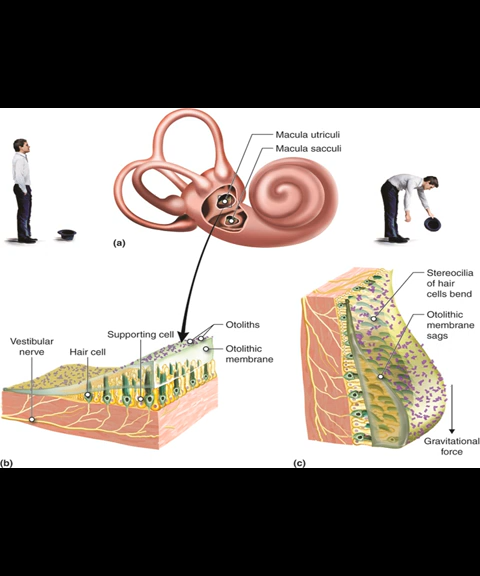 Macula utriculi
Macula sacculi
(a)
Stereocilia
of hair
cells bend
Otoliths
Supporting cell
Otolithic
membrane
sags
Vestibular
nerve
Hair cell
Otolithic
membrane
Gravitational
force
(b)
(c)